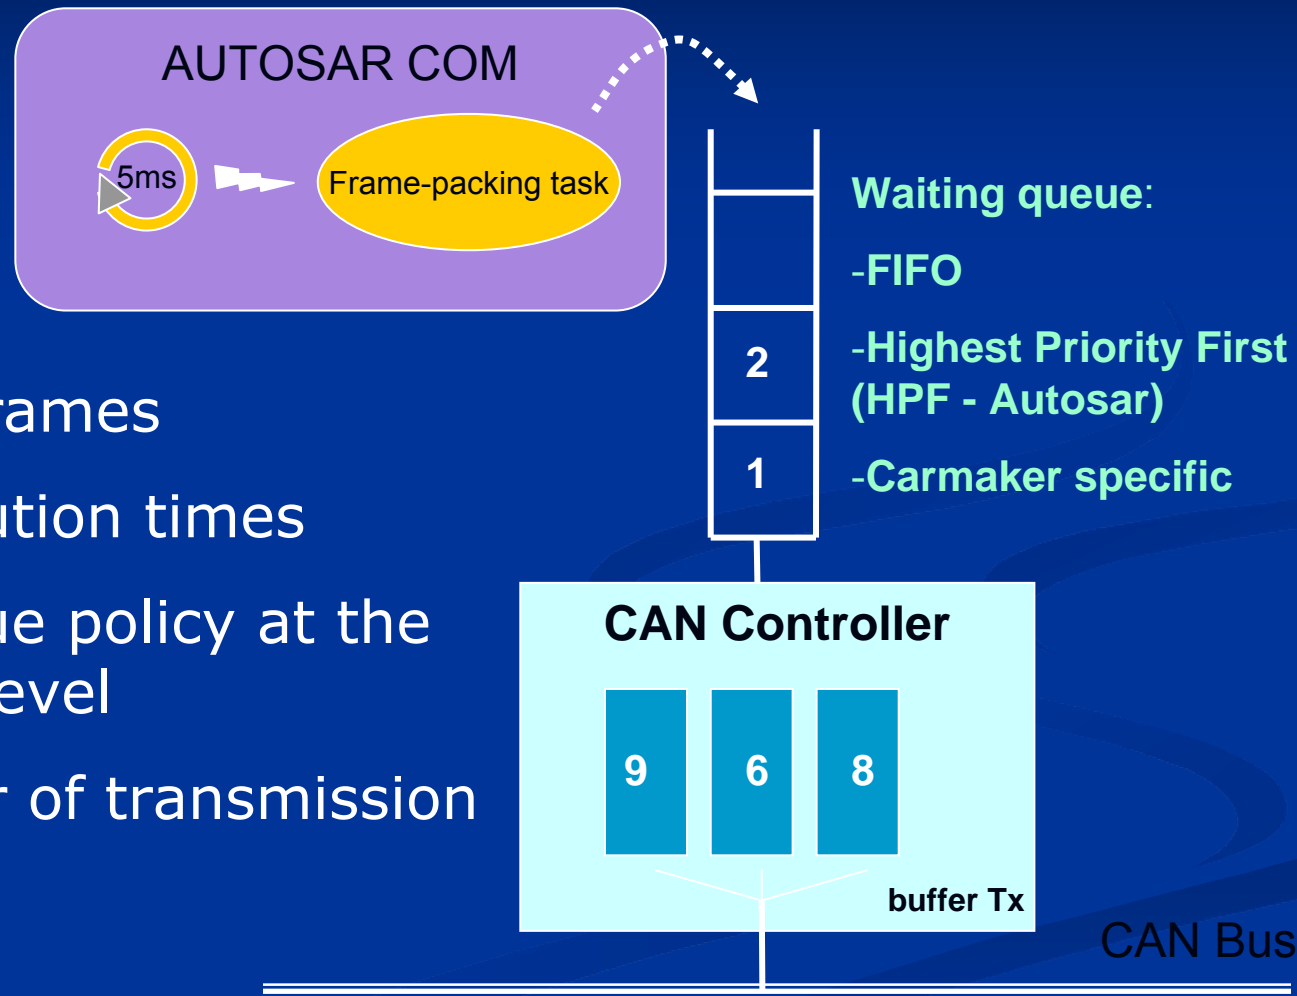 AUTOSAR COM
5ms
Frame-packing task
Waiting queue:
-FIFO
-Highest Priority First
(HPF - Autosar)
-Carmaker specific
2
1
rames
ution times
ue policy at the
evel
r of transmission
CAN Controller
9 6 8
buffer Tx
CAN Bus